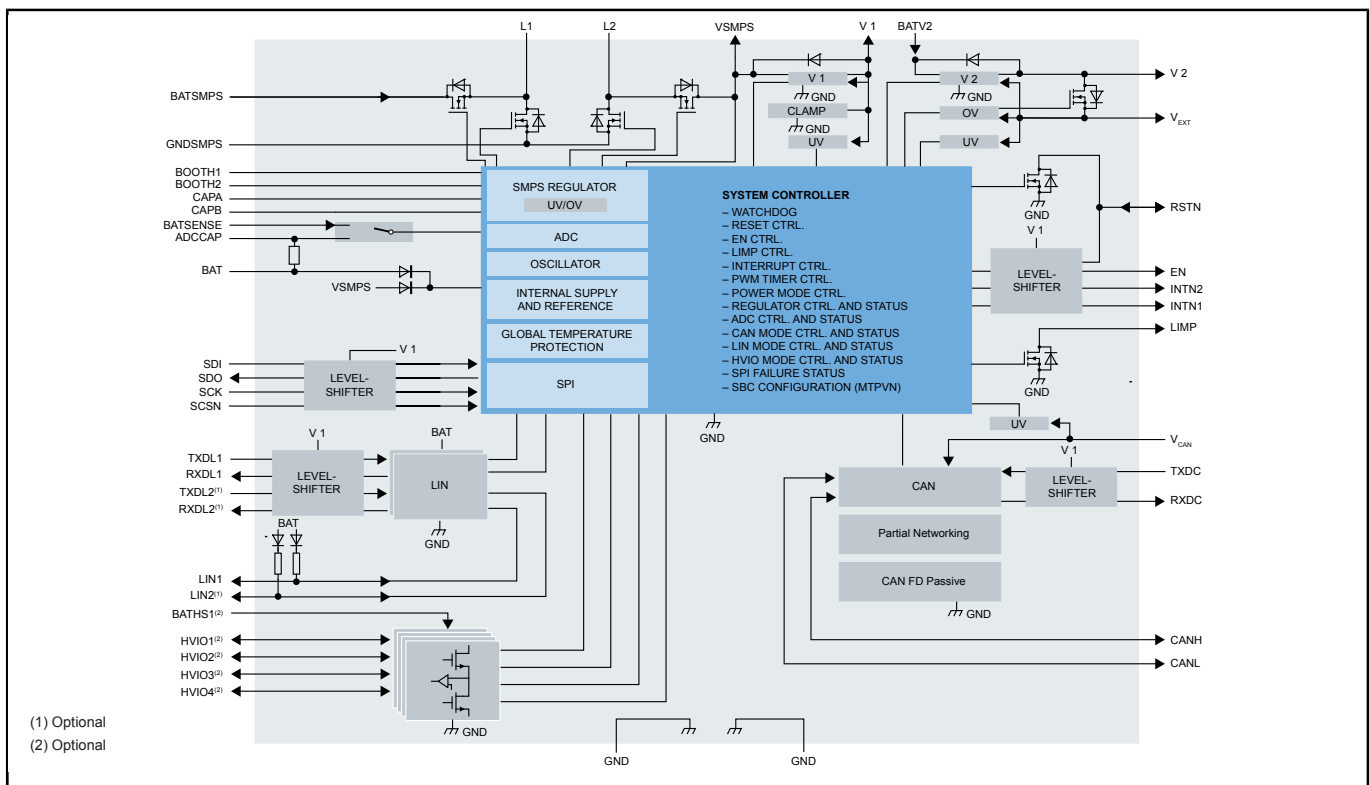 L1
L2
VSMPS
V 1
BATV2
BATSMPS
GNDSMPS
V 1
GND
CLAMP
GND
UV
V 2
GND
OV
UV
V 2
VEXT
BOOTH1
BOOTH2
CAPA
CAPB
BATSENSE
ADCCAP
BAT
VSMPS
SMPS REGULATOR
UV/OV
ADC
OSCILLATOR
INTERNAL SUPPLY
AND REFERENCE
GLOBAL TEMPERATURE
PROTECTION
SPI
SYSTEM CONTROLLER
– WATCHDOG
– RESET CTRL.
– EN CTRL.
– LIMP CTRL.
– INTERRUPT CTRL.
– PWM TIMER CTRL.
– POWER MODE CTRL.
– REGULATOR CTRL. AND STATUS
– ADC CTRL. AND STATUS
– CAN MODE CTRL. AND STATUS
– LIN MODE CTRL. AND STATUS
– HVIO MODE CTRL. AND STATUS
– SPI FAILURE STATUS
– SBC CONFIGURATION (MTPVN)
GND
GND
RSTN
V 1
LEVEL-
SHIFTER
EN
INTN2
INTN1
LIMP
GND
SDI
SDO
SCK
SCSN
V 1
LEVEL-
SHIFTER
TXDL1
RXDL1
TXDL2(1)
RXDL2(1)
V 1
LEVEL-
SHIFTER
BAT
LIN
GND
BAT
LIN1
LIN2(1)
BATHS1(2)
HVIO1(2)
HVIO2(2)
HVIO3(2)
HVIO4(2)
GND
UV
VCAN
V 1
CAN
LEVEL-
SHIFTER
TXDC
RXDC
Partial Networking
CAN FD Passive
GND
CANH
CANL
GND
GND
(1) Optional
(2) Optional